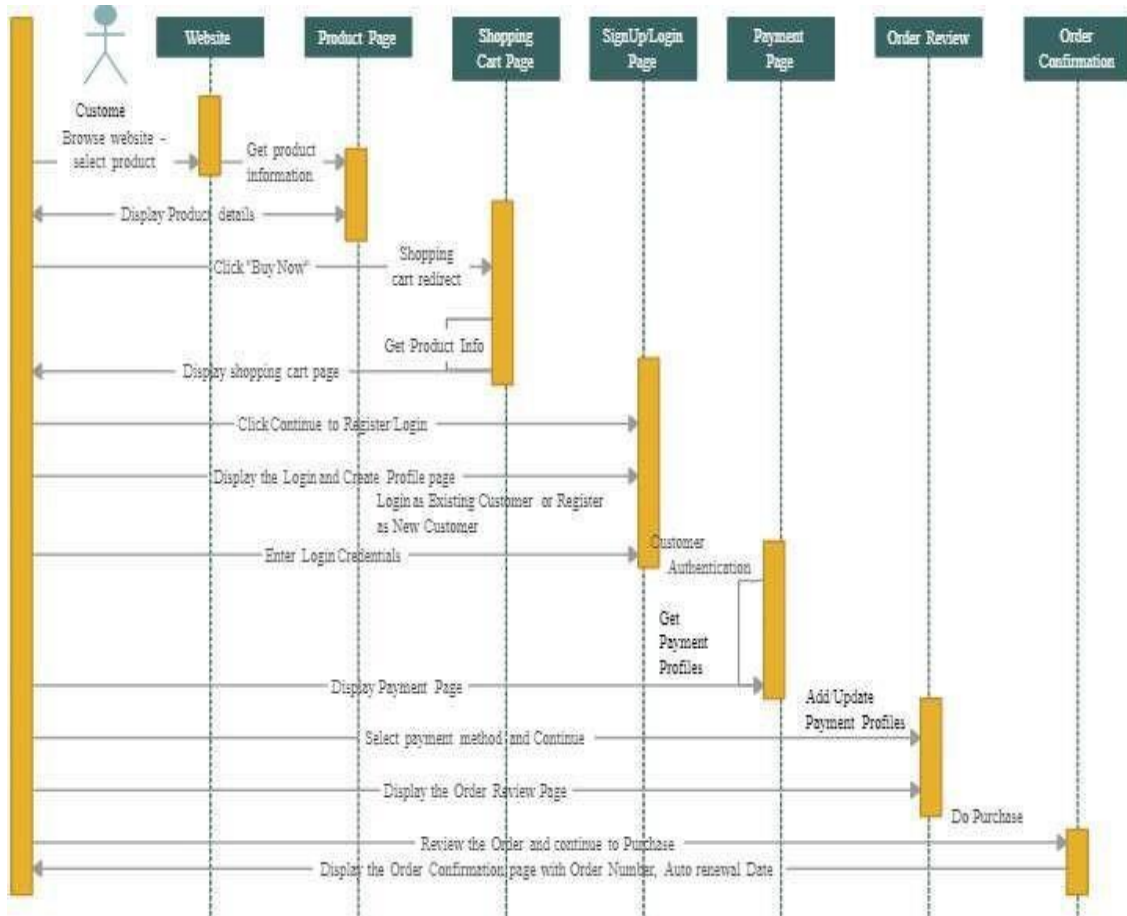 Website
Product Page
Shopping
Cart Page
SignUp/Login
Page
Payment
Page
Order Review
Order
Confirmation
Custome
Browse website -
select product
Get product
information
Display Product details
Click "Buy Now"
Shopping
cart redirect
Get Product Info
Display shopping cart page
Click Continue to Register/Login
Display the Login and Create Profile page
Login as Existing Customer or Register
as New Customer
Enter Login Credentials
Customer
Authentication
Get
Payment
Profiles
Display Payment Page
Add/Update
Payment Profiles
Select payment method and Continue
Display the Order Review Page
Do Purchase
Review the Order and continue to Purchase
Display the Order Confirmation page with Order Number, Auto renewal Date